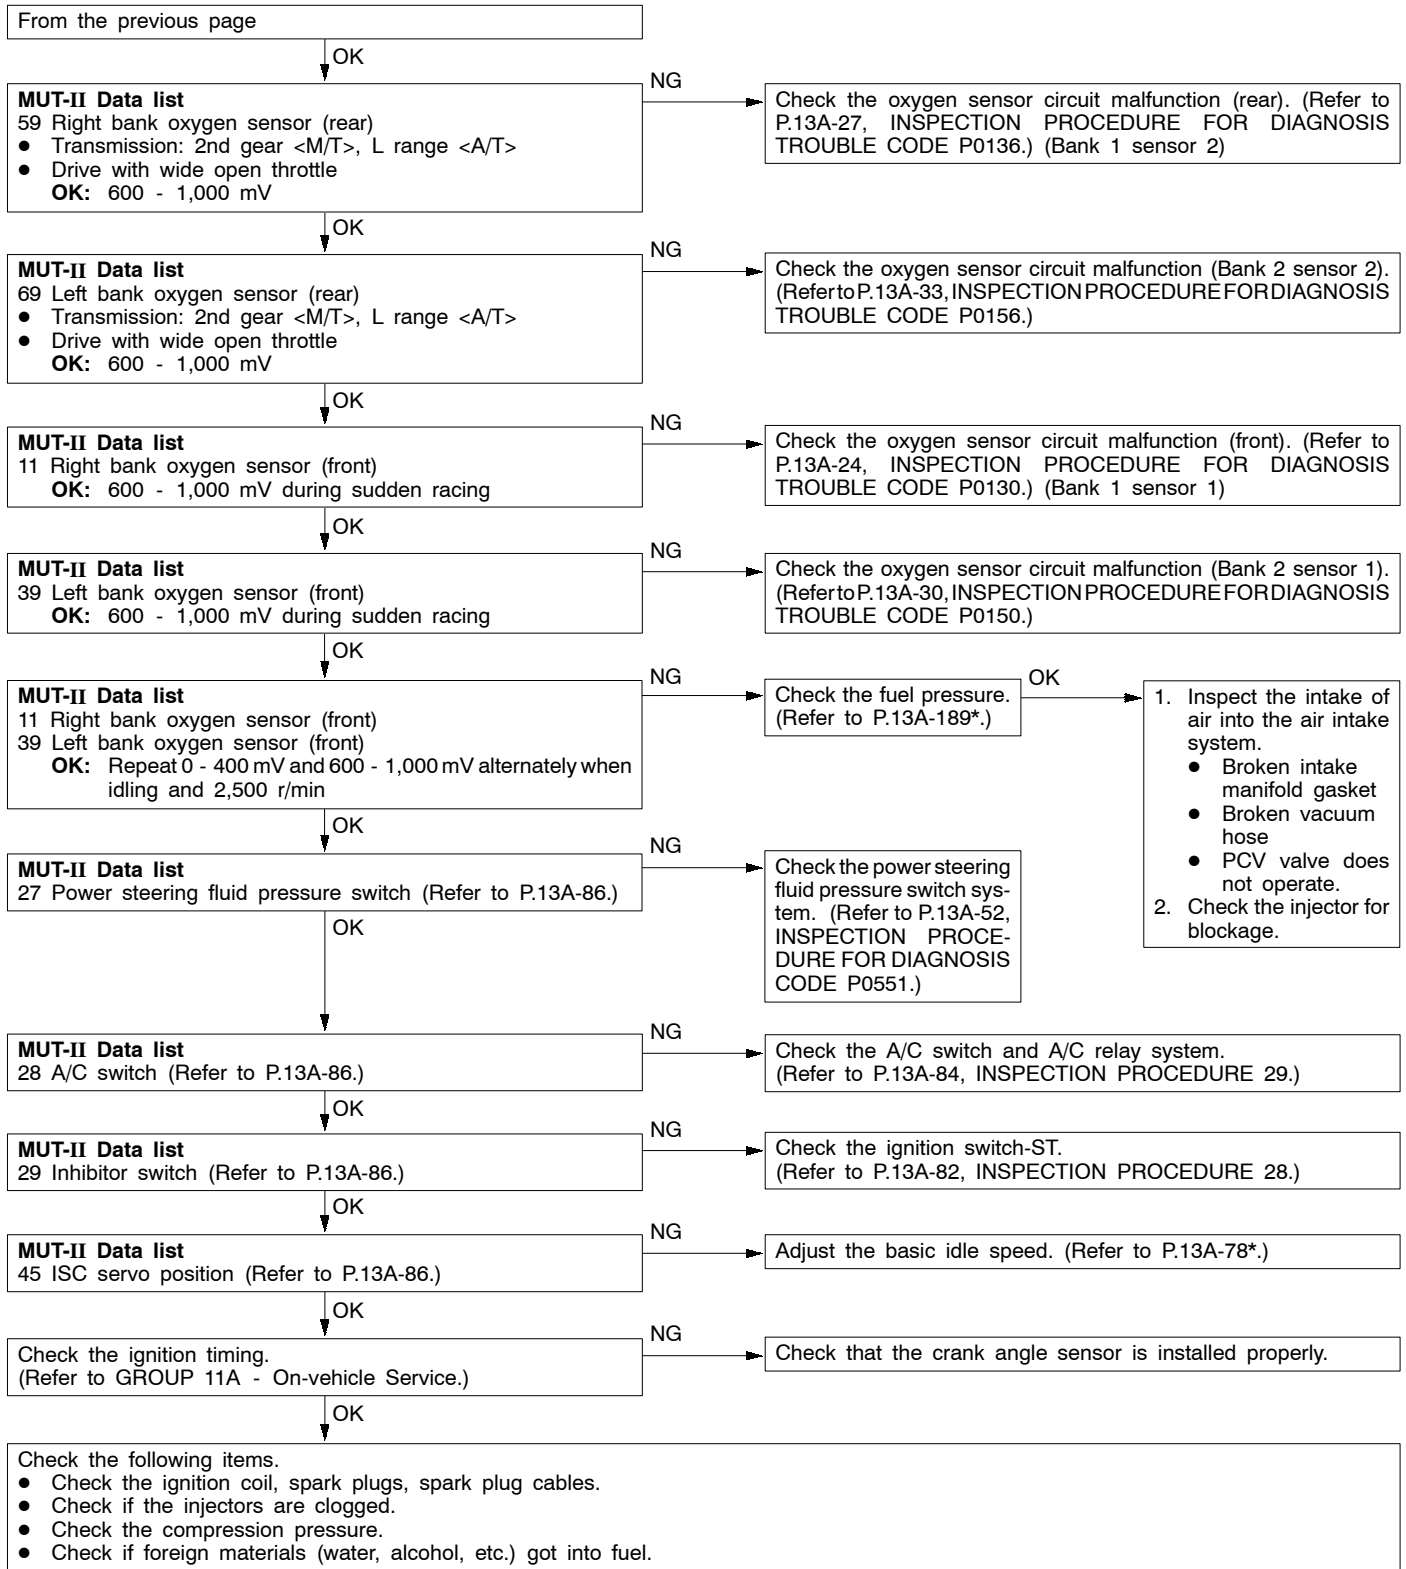 From the previous page
OK
MUT-II Data list
59 Right bank oxygen sensor (rear)
● Transmission: 2nd gear <M/T>, L range <A/T>
● Drive with wide open throttle
OK: 600 - 1,000 mV
NG
Check the oxygen sensor circuit malfunction (rear). (Refer to
P.13A-27, INSPECTION PROCEDURE FOR DIAGNOSIS
TROUBLE CODE P0136.) (Bank 1 sensor 2)
OK
MUT-II Data list
69 Left bank oxygen sensor (rear)
● Transmission: 2nd gear <M/T>, L range <A/T>
● Drive with wide open throttle
OK: 600 - 1,000 mV
NG
Check the oxygen sensor circuit malfunction (Bank 2 sensor 2).
(Refer to P.13A-33, INSPECTION PROCEDURE FOR DIAGNOSIS
TROUBLE CODE P0156.)
OK
MUT-II Data list
11 Right bank oxygen sensor (front)
OK: 600 - 1,000 mV during sudden racing
NG
Check the oxygen sensor circuit malfunction (front). (Refer to
P.13A-24, INSPECTION PROCEDURE FOR DIAGNOSIS
TROUBLE CODE P0130.) (Bank 1 sensor 1)
OK
MUT-II Data list
39 Left bank oxygen sensor (front)
OK: 600 - 1,000 mV during sudden racing
NG
Check the oxygen sensor circuit malfunction (Bank 2 sensor 1).
(Refer to P.13A-30, INSPECTION PROCEDURE FOR DIAGNOSIS
TROUBLE CODE P0150.)
OK
MUT-II Data list
11 Right bank oxygen sensor (front)
39 Left bank oxygen sensor (front)
OK: Repeat 0 - 400 mV and 600 - 1,000 mV alternately when
idling and 2,500 r/min
NG
Check the fuel pressure.
(Refer to P.13A-189*.)
OK
1. Inspect the intake of
air into the air intake
system.
● Broken intake
manifold gasket
● Broken vacuum
hose
● PCV valve does
not operate.
2. Check the injector for
blockage.
OK
MUT-II Data list
27 Power steering fluid pressure switch (Refer to P.13A-86.)
NG
Check the power steering
fluid pressure switch sys-
tem. (Refer to P.13A-52,
INSPECTION PROCE-
DURE FOR DIAGNOSIS
CODE P0551.)
OK
MUT-II Data list
28 A/C switch (Refer to P.13A-86.)
NG
Check the A/C switch and A/C relay system.
(Refer to P.13A-84, INSPECTION PROCEDURE 29.)
OK
MUT-II Data list
29 Inhibitor switch (Refer to P.13A-86.)
NG
Check the ignition switch-ST.
(Refer to P.13A-82, INSPECTION PROCEDURE 28.)
OK
MUT-II Data list
45 ISC servo position (Refer to P.13A-86.)
NG
Adjust the basic idle speed. (Refer to P.13A-78*.)
OK
Check the ignition timing.
(Refer to GROUP 11A - On-vehicle Service.)
NG
Check that the crank angle sensor is installed properly.
OK
Check the following items.
● Check the ignition coil, spark plugs, spark plug cables.
● Check if the injectors are clogged.
● Check the compression pressure.
● Check if foreign materials (water, alcohol, etc.) got into fuel.